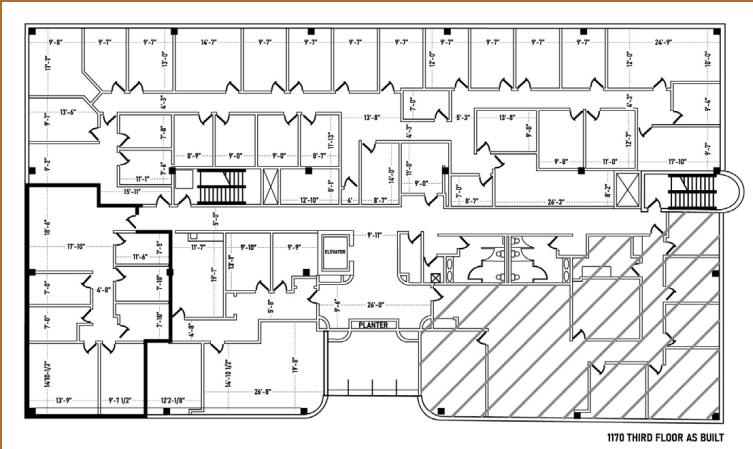 9'-8" 9'-7" 9'-7" 14'-7" 9'-7" 9'-7" 9'-7" 9'-7" 9'-7" 9'-7" 9'-7" 9'-7" 24'-9"
17'-7" 13'-0" 12'-0" 12'-0" 10'-0"
4'-3" 7'-0" 4'-3" 9'-4"
13'-6" 13'-8" 5'-3" 13'-8"
9'-7" 7'-8" 11'-13" 4'-3" 9'-0" 12'-7"
8'-9" 9'-0" 9'-0" 8'-7" 9'-8" 11'-0" 17'-10" 9'-7"
9'-2" 9'-6" 14'-0" 11'-0"
11'-1" 8'-1" 9'-0" 7'-0" 8'-2"
15'-11" 12'-10" 4' 8'-7" 8'-7" 26'-3"
18'-6" 5'-0"
17'-10" 9'-11"
7'-5" 11'-7" 9'-10" 9'-9"
11'-6" 13'-1" ELEVATOR
19'-1"
7'-0" 4'-8" 7'-10"
5'-8" 9'-6" 26'-0"
7'-0" 7'-10" 4'-8"
PLANTER
14'10-1/2" 14'-10 1/2" 19'-8"
26'-8"
13'-9" 9'-7 1/2" 12'2-1/8"
1170 THIRD FLOOR AS BUILT